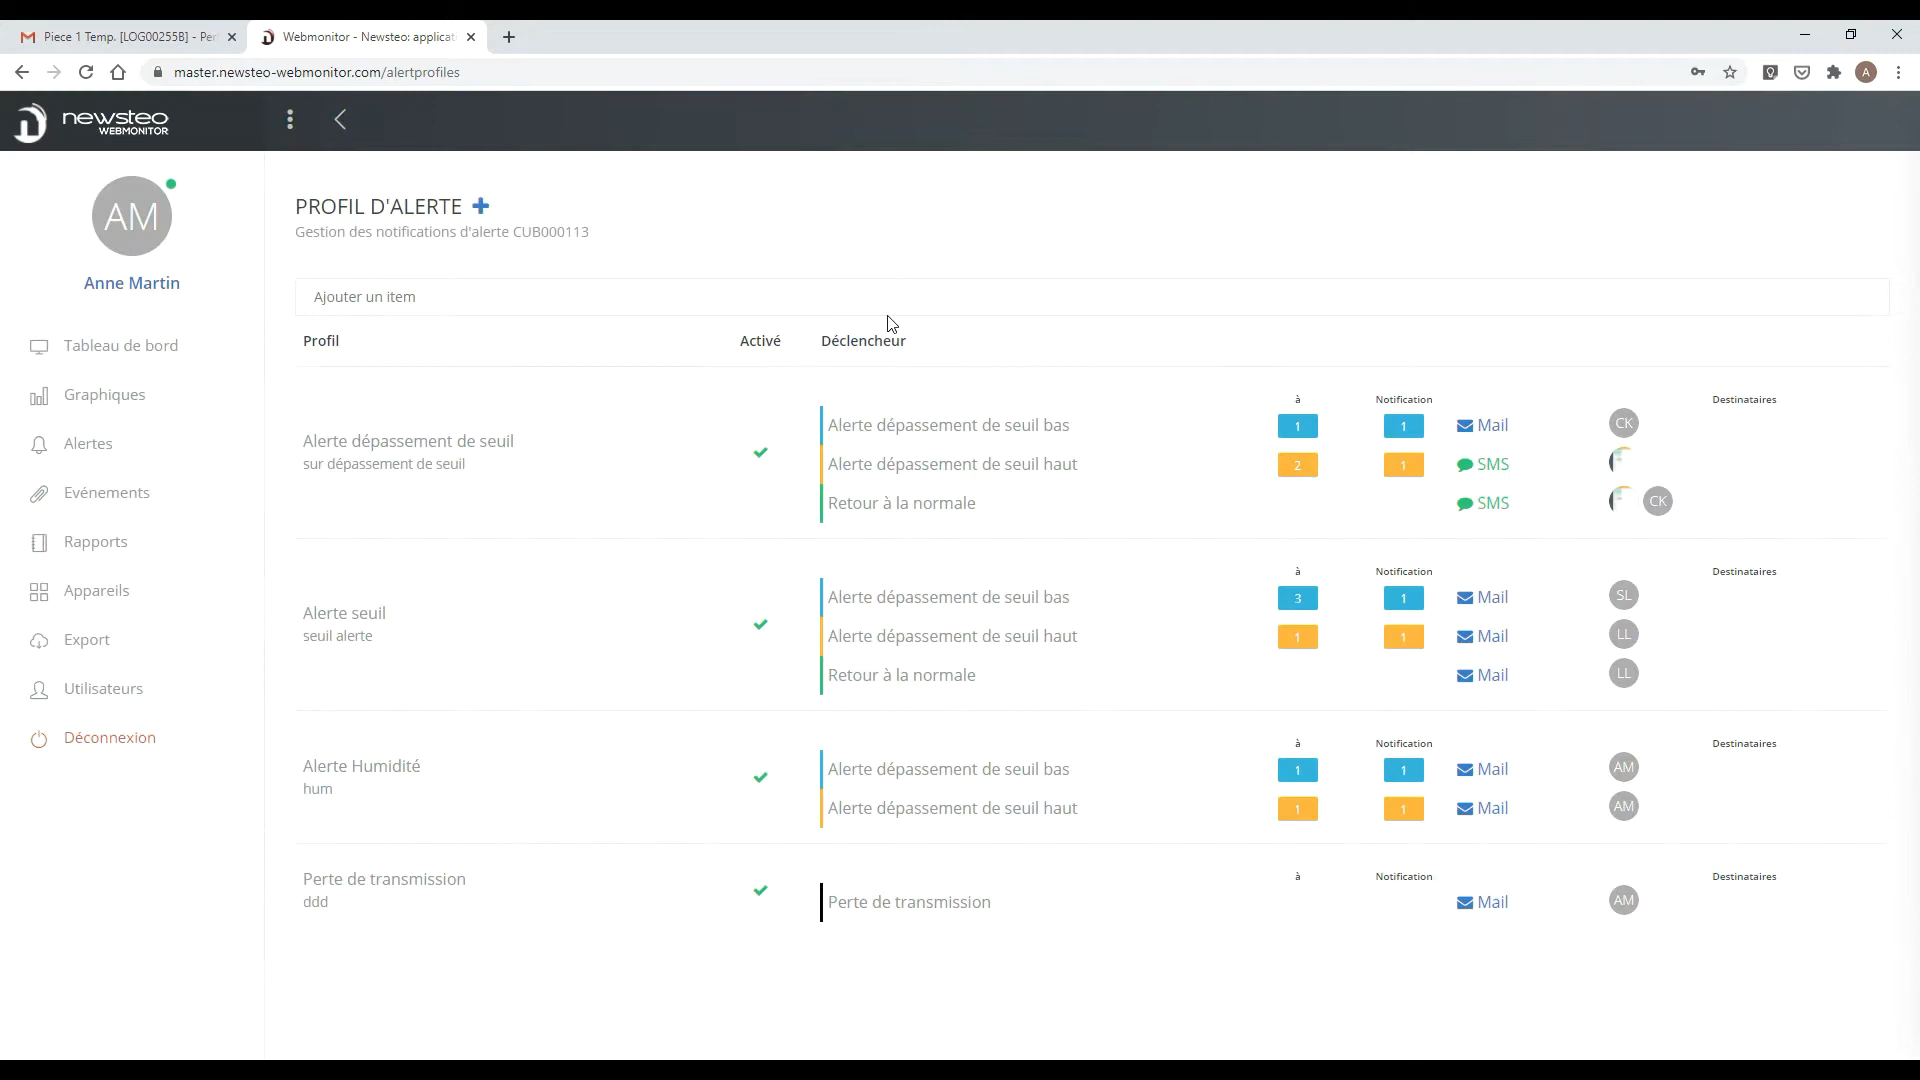 Piece 1 Temp. [LOG00255B] - Per
Webmonitor - Newsteo: applicat
master.newsteo-webmonitor.com/alertprofiles
A
newsteo
WEBMONITOR
AM
Anne Martin
Tableau de bord
Graphiques
Alertes
Evénements
Rapports
Appareils
Export
Utilisateurs
Déconnexion
PROFIL D'ALERTE
Gestion des notifications d'alerte CUB000113
Ajouter un item
Profil Activé Déclencheur
à Notification Destinataires
Alerte dépassement de seuil
sur dépassement de seuil
Alerte dépassement de seuil bas 1 1 Mail CK
Alerte dépassement de seuil haut 2 1 SMS
Retour à la normale SMS CK
à Notification Destinataires
Alerte seuil
seuil alerte
Alerte dépassement de seuil bas 3 1 Mail SL
Alerte dépassement de seuil haut 1 1 Mail LL
Retour à la normale Mail LL
à Notification Destinataires
Alerte Humidité
hum
Alerte dépassement de seuil bas 1 1 Mail AM
Alerte dépassement de seuil haut 1 1 Mail AM
à Notification Destinataires
Perte de transmission
ddd
Perte de transmission Mail AM